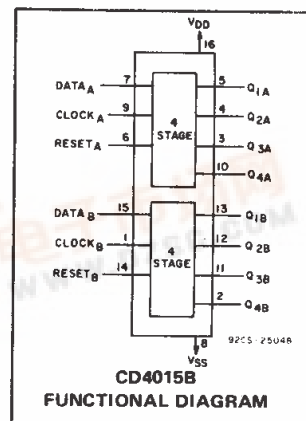 VDD
16
DATAA 7
5 Q1A
CLOCKA 9
4 Q2A
4 STAGE
RESETA 6
3 Q3A
10 Q4A
DATAB 15
13 Q1B
CLOCKB 1
12 Q2B
4 STAGE
RESETB 14
11 Q3B
2 Q4B
8
VSS
92CS-25048
CD4015B
FUNCTIONAL DIAGRAM